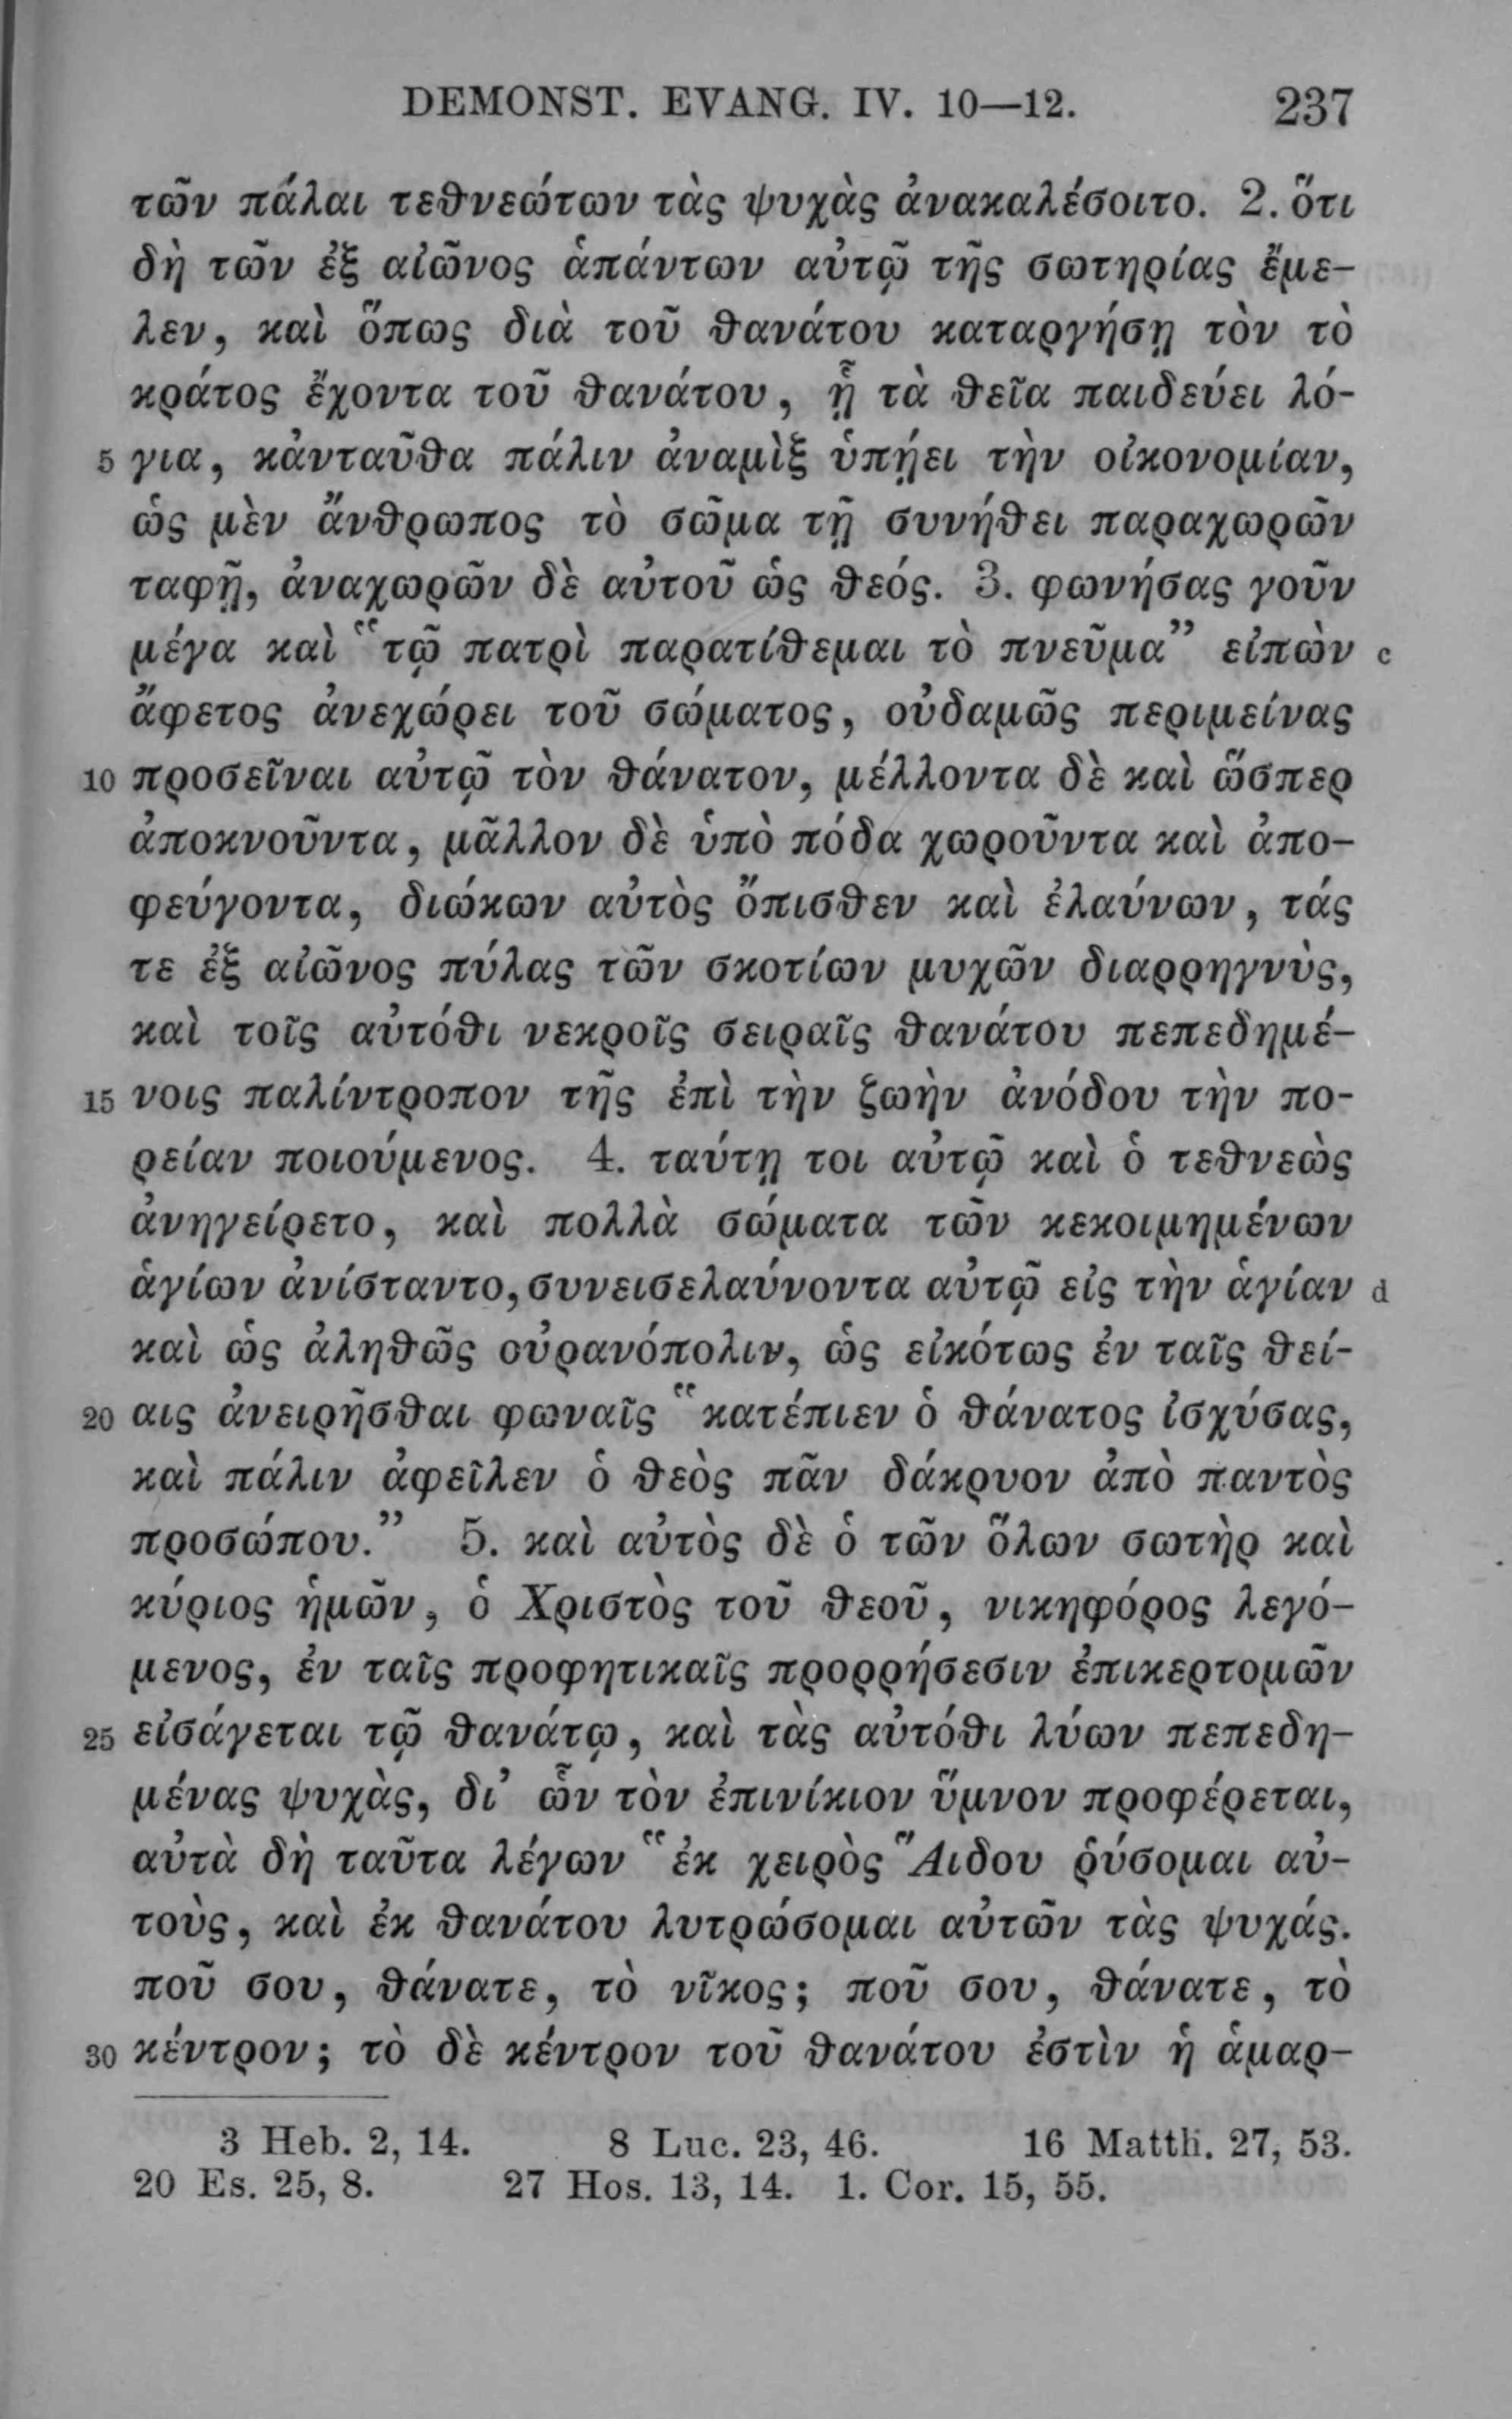 DEMONST. EVANG. IV. 10—12. 237
τῶν πάλαι τεθνεώτων τὰς ψυχὰς ἀνακαλέσοιτο. 2. ὅτι
δὴ τῶν ἐξ αἰῶνος ἁπάντων αὐτῷ τῆς σωτηρίας ἔμε-
λεν, καὶ ὅπως διὰ τοῦ θανάτου καταργήσῃ τὸν τὸ
κράτος ἔχοντα τοῦ θανάτου, ᾗ τὰ θεῖα παιδεύει λό-
5 για, κἀνταῦθα πάλιν ἀναμὶξ ὑπῄει τὴν οἰκονομίαν,
ὡς μὲν ἄνθρωπος τὸ σῶμα τῇ συνήθει παραχωρῶν
ταφῇ, ἀναχωρῶν δὲ αὐτοῦ ὡς θεός. 3. φωνήσας γοῦν
μέγα καὶ “τῷ πατρὶ παρατίθεμαι τὸ πνεῦμα” εἰπὼν c
ἄφετος ἀνεχώρει τοῦ σώματος, οὐδαμῶς περιμείνας
10 προσεῖναι αὐτῷ τὸν θάνατον, μέλλοντα δὲ καὶ ὥσπερ
ἀποκνοῦντα, μᾶλλον δὲ ὑπὸ πόδα χωροῦντα καὶ ἀπο-
φεύγοντα, διώκων αὐτὸς ὄπισθεν καὶ ἐλαύνων, τάς
τε ἐξ αἰῶνος πύλας τῶν σκοτίων μυχῶν διαρρηγνὺς,
καὶ τοῖς αὐτόθι νεκροῖς σειραῖς θανάτου πεπεδημέ-
15 νοις παλίντροπον τῆς ἐπὶ τὴν ζωὴν ἀνόδου τὴν πο-
ρείαν ποιούμενος. 4. ταύτῃ τοι αὐτῷ καὶ ὁ τεθνεὼς
ἀνηγείρετο, καὶ πολλὰ σώματα τῶν κεκοιμημένων
ἁγίων ἀνίσταντο, συνεισελαύνοντα αὐτῷ εἰς τὴν ἁγίαν d
καὶ ὡς ἀληθῶς οὐρανόπολιν, ὡς εἰκότως ἐν ταῖς θεί-
20 αις ἀνειρῆσθαι φωναῖς “κατέπιεν ὁ θάνατος ἰσχύσας,
καὶ πάλιν ἀφεῖλεν ὁ θεὸς πᾶν δάκρυον ἀπὸ παντὸς
προσώπου.” 5. καὶ αὐτὸς δὲ ὁ τῶν ὅλων σωτὴρ καὶ
κύριος ἡμῶν, ὁ Χριστὸς τοῦ θεοῦ, νικηφόρος λεγό-
μενος, ἐν ταῖς προφητικαῖς προρρήσεσιν ἐπικερτομῶν
25 εἰσάγεται τῷ θανάτῳ, καὶ τὰς αὐτόθι λύων πεπεδη-
μένας ψυχὰς, δι’ ὧν τὸν ἐπινίκιον ὕμνον προφέρεται,
αὐτὰ δὴ ταῦτα λέγων “ἐκ χειρὸς Ἅιδου ῥύσομαι αὐ-
τοὺς, καὶ ἐκ θανάτου λυτρώσομαι αὐτῶν τὰς ψυχάς.
ποῦ σου, θάνατε, τὸ νῖκος; ποῦ σου, θάνατε, τὸ
30 κέντρον; τὸ δὲ κέντρον τοῦ θανάτου ἐστὶν ἡ ἁμαρ-
3 Heb. 2, 14. 8 Luc. 23, 46. 16 Matth. 27, 53.
20 Es. 25, 8. 27 Hos. 13, 14. 1. Cor. 15, 55.